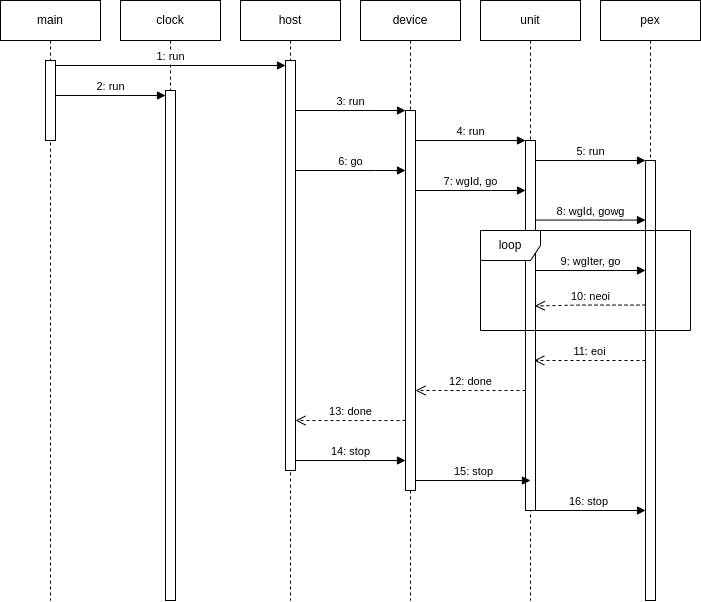 main
clock
host
device
unit
pex
1: run
2: run
3: run
4: run
5: run
6: go
7: wgId, go
8: wgId, gowg
loop
9: wgIter, go
10: neoi
11: eoi
12: done
13: done
14: stop
15: stop
16: stop